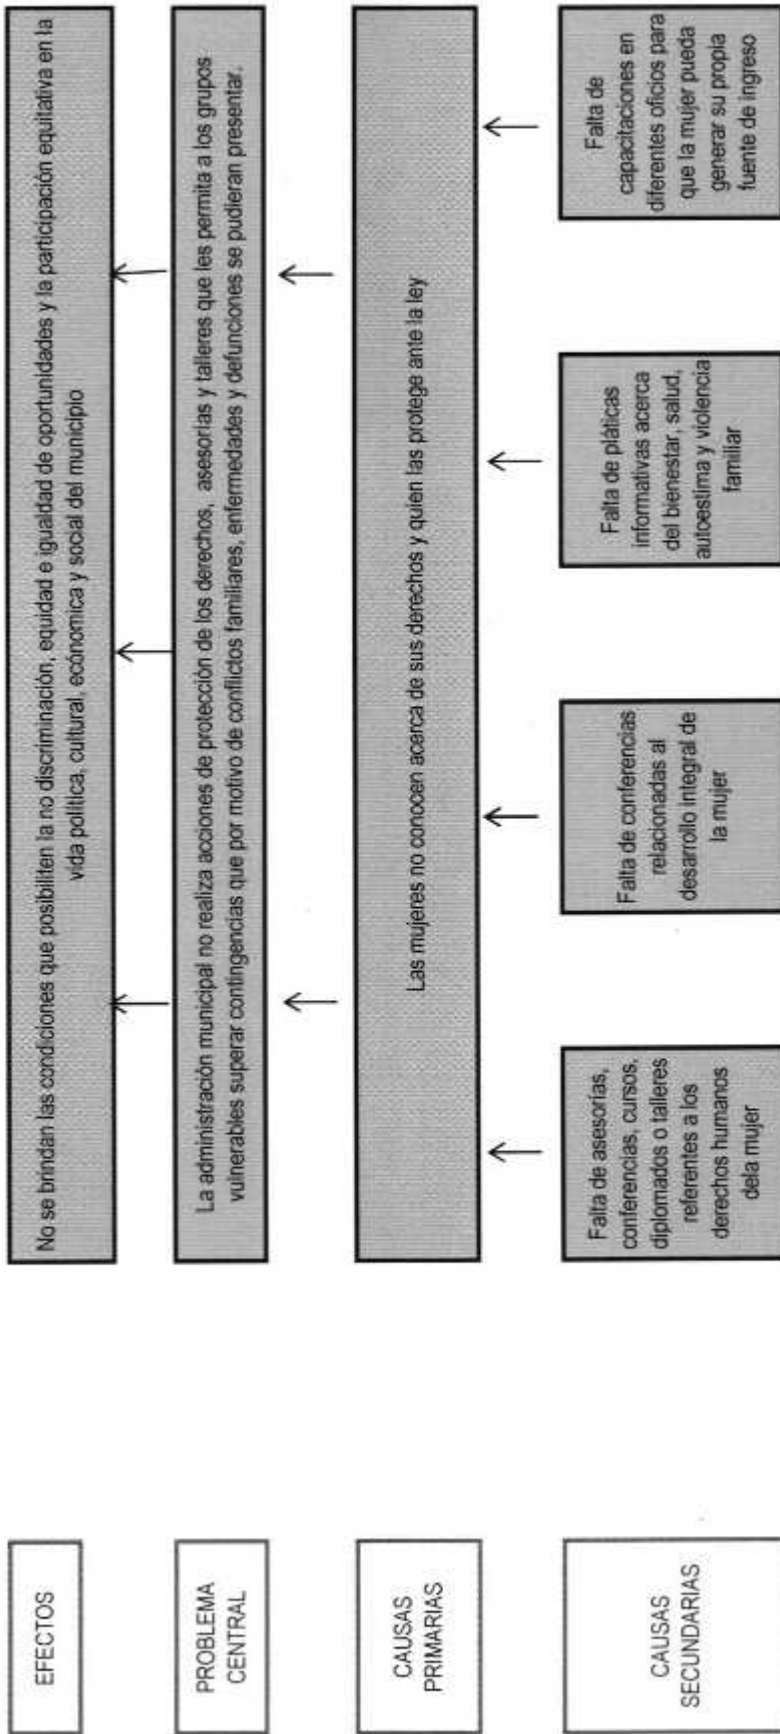 EFECTOS
No se brindan las condiciones que posibiliten la no discriminación, equidad e igualdad de oportunidades y la participación equitativa en la
vida política, cultural, ecónomica y social del municipio
PROBLEMA
CENTRAL
La administración municipal no realiza acciones de protección de los derechos, asesorías y talleres que les permita a los grupos
vulnerables superar contingencias que por motivo de conflictos familiares, enfermedades y defunciones se pudieran presentar.
CAUSAS
PRIMARIAS
Las mujeres no conocen acerca de sus derechos y quien las protege ante la ley
CAUSAS
SECUNDARIAS
Falta de asesorías,
conferencias, cursos,
diplomados o talleres
referentes a los
derechos humanos
dela mujer
Falta de conferencias
relacionadas al
desarrollo integral de
la mujer
Falta de pláticas
informativas acerca
del bienestar, salud,
autoestima y violencia
familiar
Falta de
capacitaciones en
diferentes oficios para
que la mujer pueda
generar su propia
fuente de ingreso